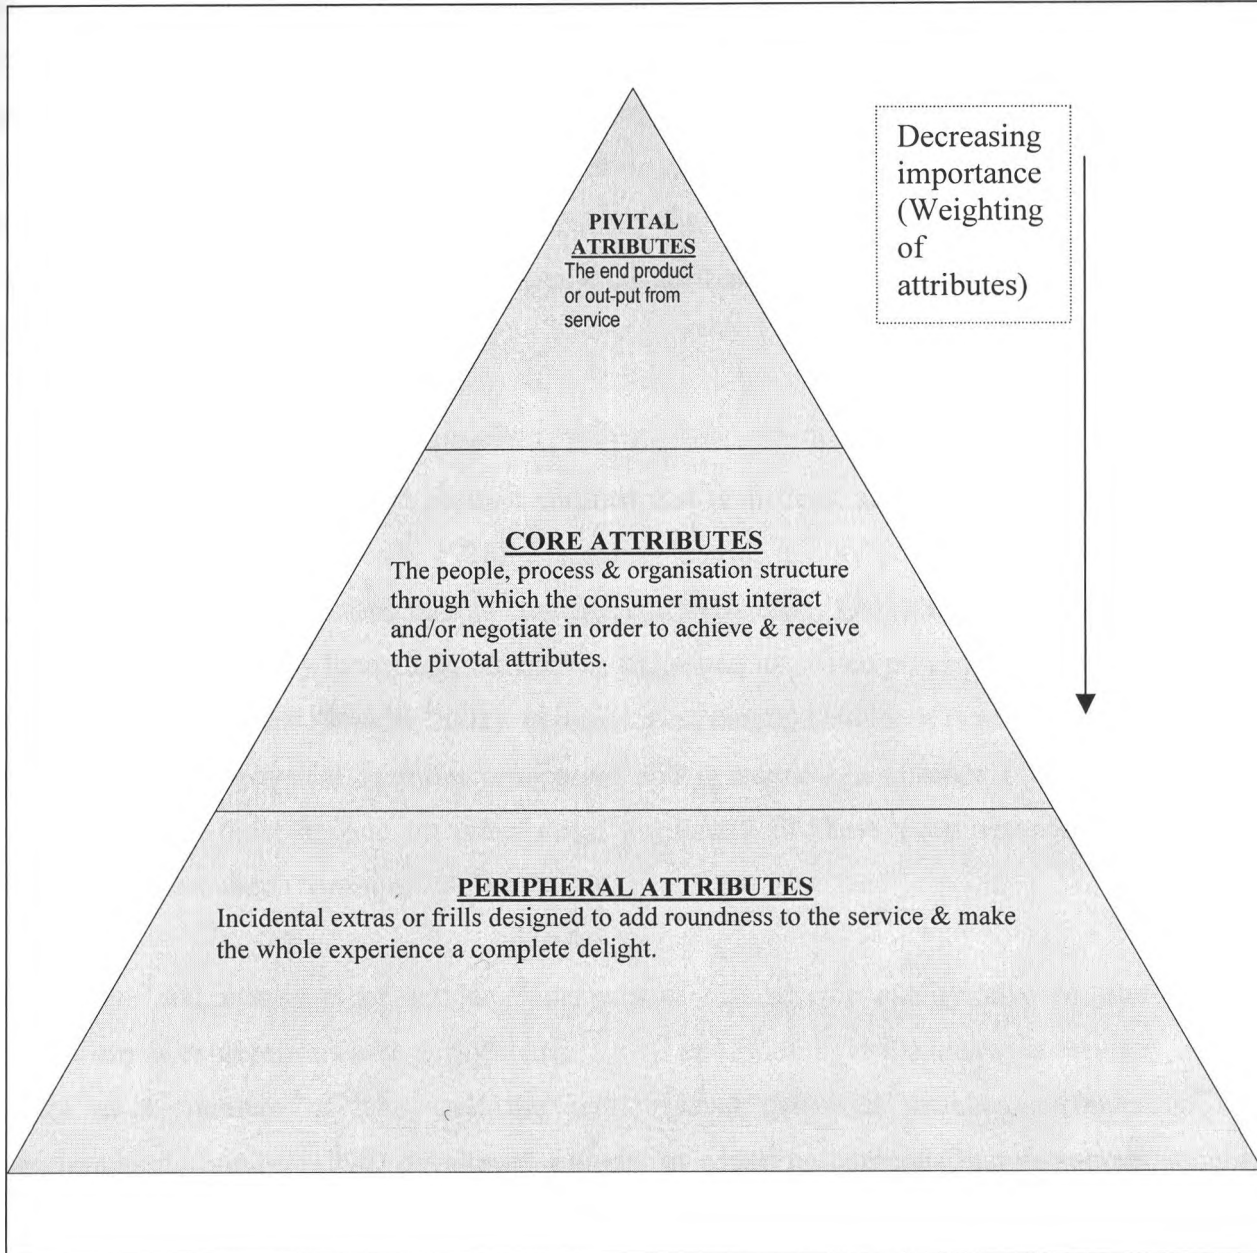 PIVITAL
ATRIBUTES
The end product
or out-put from
service
Decreasing
importance
(Weighting
of
attributes)
CORE ATTRIBUTES
The people, process & organisation structure
through which the consumer must interact
and/or negotiate in order to achieve & receive
the pivotal attributes.
PERIPHERAL ATTRIBUTES
Incidental extras or frills designed to add roundness to the service & make
the whole experience a complete delight.